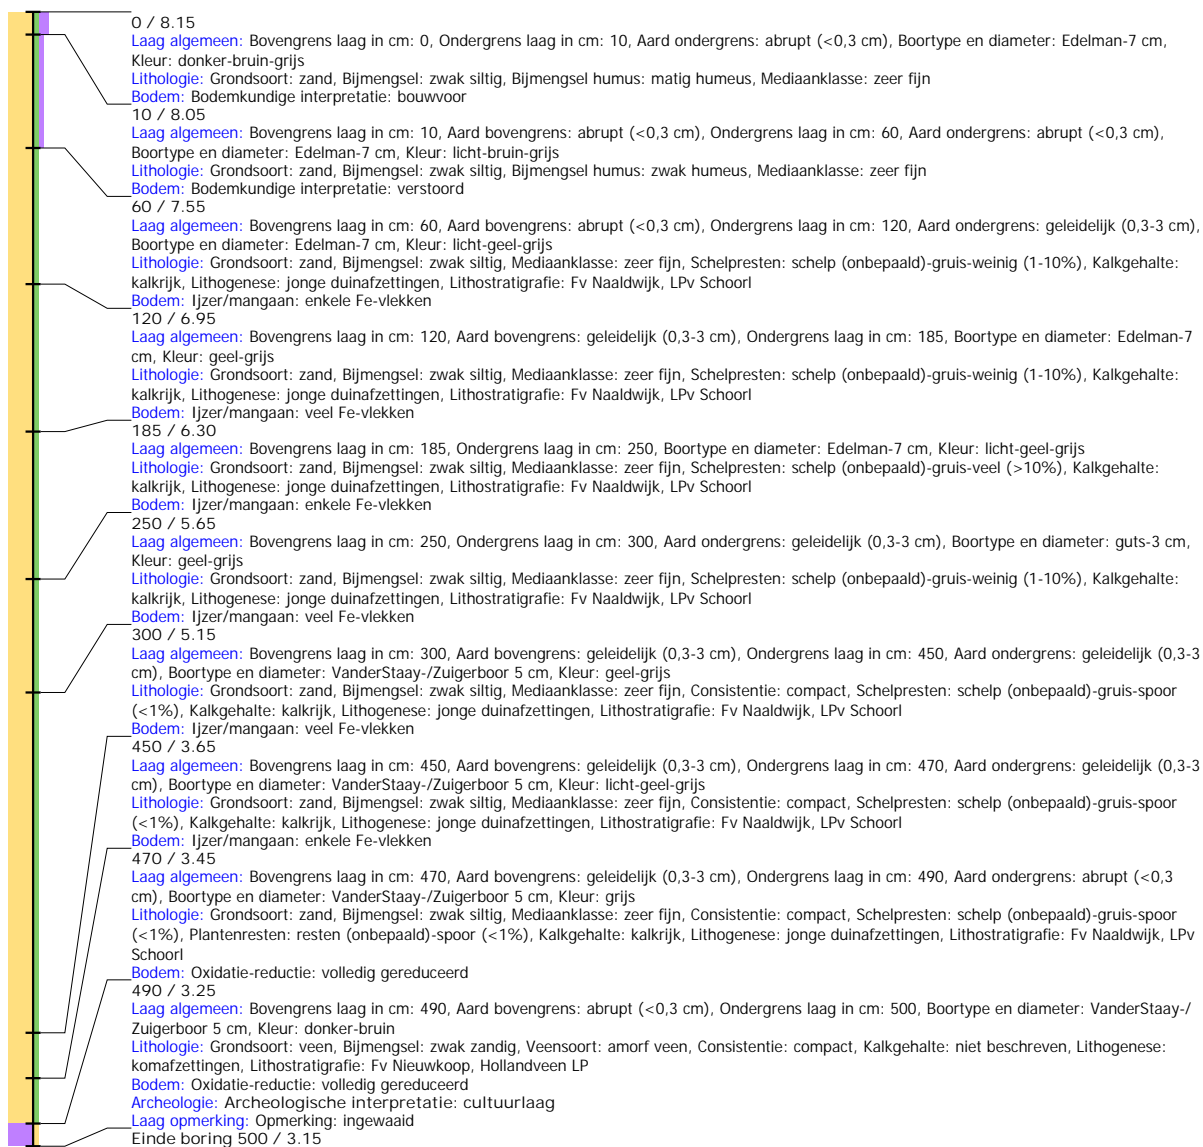 0 / 8.15
Laag algemeen: Bovengrens laag in cm: 0, Ondergrens laag in cm: 10, Aard ondergrens: abrupt (<0,3 cm), Boortype en diameter: Edelman-7 cm,
Kleur: donker-bruin-grijs
Lithologie: Grondsoort: zand, Bijmengsel: zwak siltig, Bijmengsel humus: matig humeus, Mediaanklasse: zeer fijn
Bodem: Bodemkundige interpretatie: bouwvoor
10 / 8.05
Laag algemeen: Bovengrens laag in cm: 10, Aard bovengrens: abrupt (<0,3 cm), Ondergrens laag in cm: 60, Aard ondergrens: abrupt (<0,3 cm),
Boortype en diameter: Edelman-7 cm, Kleur: licht-bruin-grijs
Lithologie: Grondsoort: zand, Bijmengsel: zwak siltig, Bijmengsel humus: zwak humeus, Mediaanklasse: zeer fijn
Bodem: Bodemkundige interpretatie: verstoord
60 / 7.55
Laag algemeen: Bovengrens laag in cm: 60, Aard bovengrens: abrupt (<0,3 cm), Ondergrens laag in cm: 120, Aard ondergrens: geleidelijk (0,3-3 cm),
Boortype en diameter: Edelman-7 cm, Kleur: licht-geel-grijs
Lithologie: Grondsoort: zand, Bijmengsel: zwak siltig, Mediaanklasse: zeer fijn, Schelpresten: schelp (onbepaald)-gruis-weinig (1-10%), Kalkgehalte:
kalkrijk, Lithogenese: jonge duinafzettingen, Lithostratigrafie: Fv Naaldwijk, LPv Schoorl
Bodem: Ijzer/mangaan: enkele Fe-vlekken
120 / 6.95
Laag algemeen: Bovengrens laag in cm: 120, Aard bovengrens: geleidelijk (0,3-3 cm), Ondergrens laag in cm: 185, Boortype en diameter: Edelman-7
cm, Kleur: geel-grijs
Lithologie: Grondsoort: zand, Bijmengsel: zwak siltig, Mediaanklasse: zeer fijn, Schelpresten: schelp (onbepaald)-gruis-weinig (1-10%), Kalkgehalte:
kalkrijk, Lithogenese: jonge duinafzettingen, Lithostratigrafie: Fv Naaldwijk, LPv Schoorl
Bodem: Ijzer/mangaan: veel Fe-vlekken
185 / 6.30
Laag algemeen: Bovengrens laag in cm: 185, Ondergrens laag in cm: 250, Boortype en diameter: Edelman-7 cm, Kleur: licht-geel-grijs
Lithologie: Grondsoort: zand, Bijmengsel: zwak siltig, Mediaanklasse: zeer fijn, Schelpresten: schelp (onbepaald)-gruis-veel (>10%), Kalkgehalte:
kalkrijk, Lithogenese: jonge duinafzettingen, Lithostratigrafie: Fv Naaldwijk, LPv Schoorl
Bodem: Ijzer/mangaan: enkele Fe-vlekken
250 / 5.65
Laag algemeen: Bovengrens laag in cm: 250, Ondergrens laag in cm: 300, Aard ondergrens: geleidelijk (0,3-3 cm), Boortype en diameter: guts-3 cm,
Kleur: geel-grijs
Lithologie: Grondsoort: zand, Bijmengsel: zwak siltig, Mediaanklasse: zeer fijn, Schelpresten: schelp (onbepaald)-gruis-weinig (1-10%), Kalkgehalte:
kalkrijk, Lithogenese: jonge duinafzettingen, Lithostratigrafie: Fv Naaldwijk, LPv Schoorl
Bodem: Ijzer/mangaan: veel Fe-vlekken
300 / 5.15
Laag algemeen: Bovengrens laag in cm: 300, Aard bovengrens: geleidelijk (0,3-3 cm), Ondergrens laag in cm: 450, Aard ondergrens: geleidelijk (0,3-3
cm), Boortype en diameter: VanderStaay-/Zuigerboor 5 cm, Kleur: geel-grijs
Lithologie: Grondsoort: zand, Bijmengsel: zwak siltig, Mediaanklasse: zeer fijn, Consistentie: compact, Schelpresten: schelp (onbepaald)-gruis-spoor
(<1%), Kalkgehalte: kalkrijk, Lithogenese: jonge duinafzettingen, Lithostratigrafie: Fv Naaldwijk, LPv Schoorl
Bodem: Ijzer/mangaan: veel Fe-vlekken
450 / 3.65
Laag algemeen: Bovengrens laag in cm: 450, Aard bovengrens: geleidelijk (0,3-3 cm), Ondergrens laag in cm: 470, Aard ondergrens: geleidelijk (0,3-3
cm), Boortype en diameter: VanderStaay-/Zuigerboor 5 cm, Kleur: licht-geel-grijs
Lithologie: Grondsoort: zand, Bijmengsel: zwak siltig, Mediaanklasse: zeer fijn, Consistentie: compact, Schelpresten: schelp (onbepaald)-gruis-spoor
(<1%), Kalkgehalte: kalkrijk, Lithogenese: jonge duinafzettingen, Lithostratigrafie: Fv Naaldwijk, LPv Schoorl
Bodem: Ijzer/mangaan: enkele Fe-vlekken
470 / 3.45
Laag algemeen: Bovengrens laag in cm: 470, Aard bovengrens: geleidelijk (0,3-3 cm), Ondergrens laag in cm: 490, Aard ondergrens: abrupt (<0,3
cm), Boortype en diameter: VanderStaay-/Zuigerboor 5 cm, Kleur: grijs
Lithologie: Grondsoort: zand, Bijmengsel: zwak siltig, Mediaanklasse: zeer fijn, Consistentie: compact, Schelpresten: schelp (onbepaald)-gruis-spoor
(<1%), Plantenresten: resten (onbepaald)-spoor (<1%), Kalkgehalte: kalkrijk, Lithogenese: jonge duinafzettingen, Lithostratigrafie: Fv Naaldwijk, LPv
Schoorl
Bodem: Oxidatie-reductie: volledig gereduceerd
490 / 3.25
Laag algemeen: Bovengrens laag in cm: 490, Aard bovengrens: abrupt (<0,3 cm), Ondergrens laag in cm: 500, Boortype en diameter: VanderStaay-/
Zuigerboor 5 cm, Kleur: donker-bruin
Lithologie: Grondsoort: veen, Bijmengsel: zwak zandig, Veensoort: amorf veen, Consistentie: compact, Kalkgehalte: niet beschreven, Lithogenese:
komafzettingen, Lithostratigrafie: Fv Nieuwkoop, Hollandveen LP
Bodem: Oxidatie-reductie: volledig gereduceerd
Archeologie: Archeologische interpretatie: cultuurlaag
Laag opmerking: Opmerking: ingewaaid
Einde boring 500 / 3.15